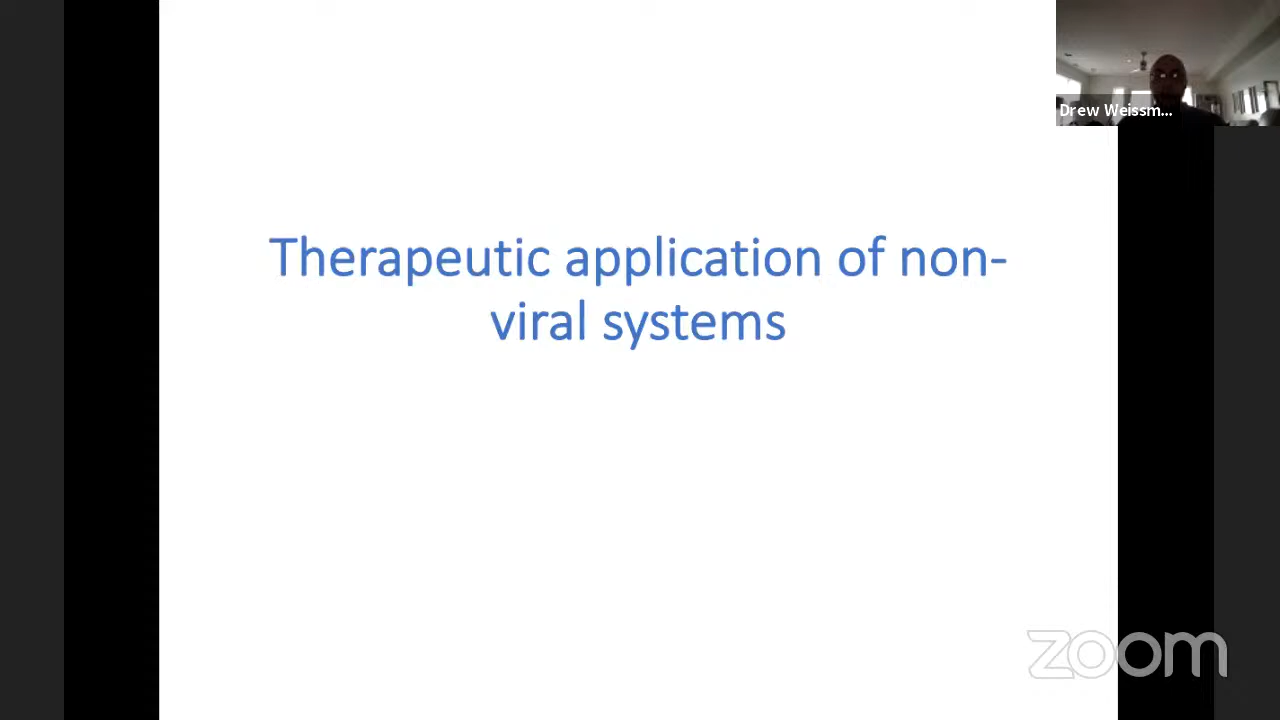 Drew Weissm...
Therapeutic application of non-
viral systems
zoom